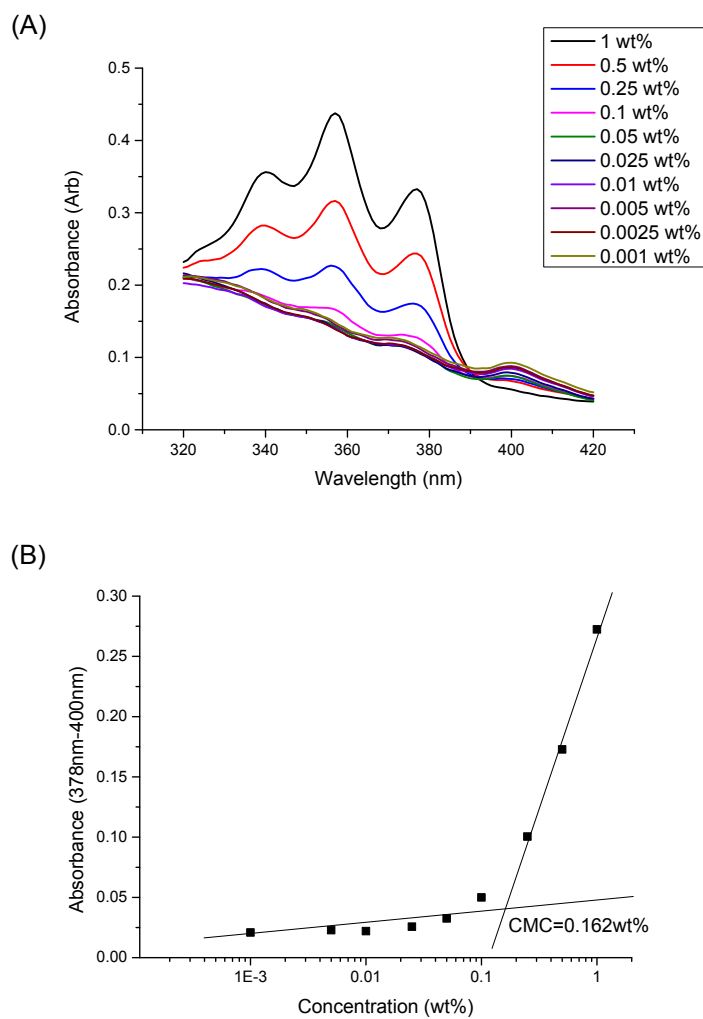 (A)
1 wt%
0.5 wt%
0.25 wt%
0.1 wt%
0.05 wt%
0.025 wt%
0.01 wt%
0.005 wt%
0.0025 wt%
0.001 wt%
0.5
0.4
0.3
0.2
0.1
0.0
Absorbance (Arb)
320 340 360 380 400 420
Wavelength (nm)
(B)
0.30
0.25
0.20
0.15
0.10
0.05
0.00
Absorbance (378nm-400nm)
CMC=0.162wt%
1E-3 0.01 0.1 1
Concentration (wt%)